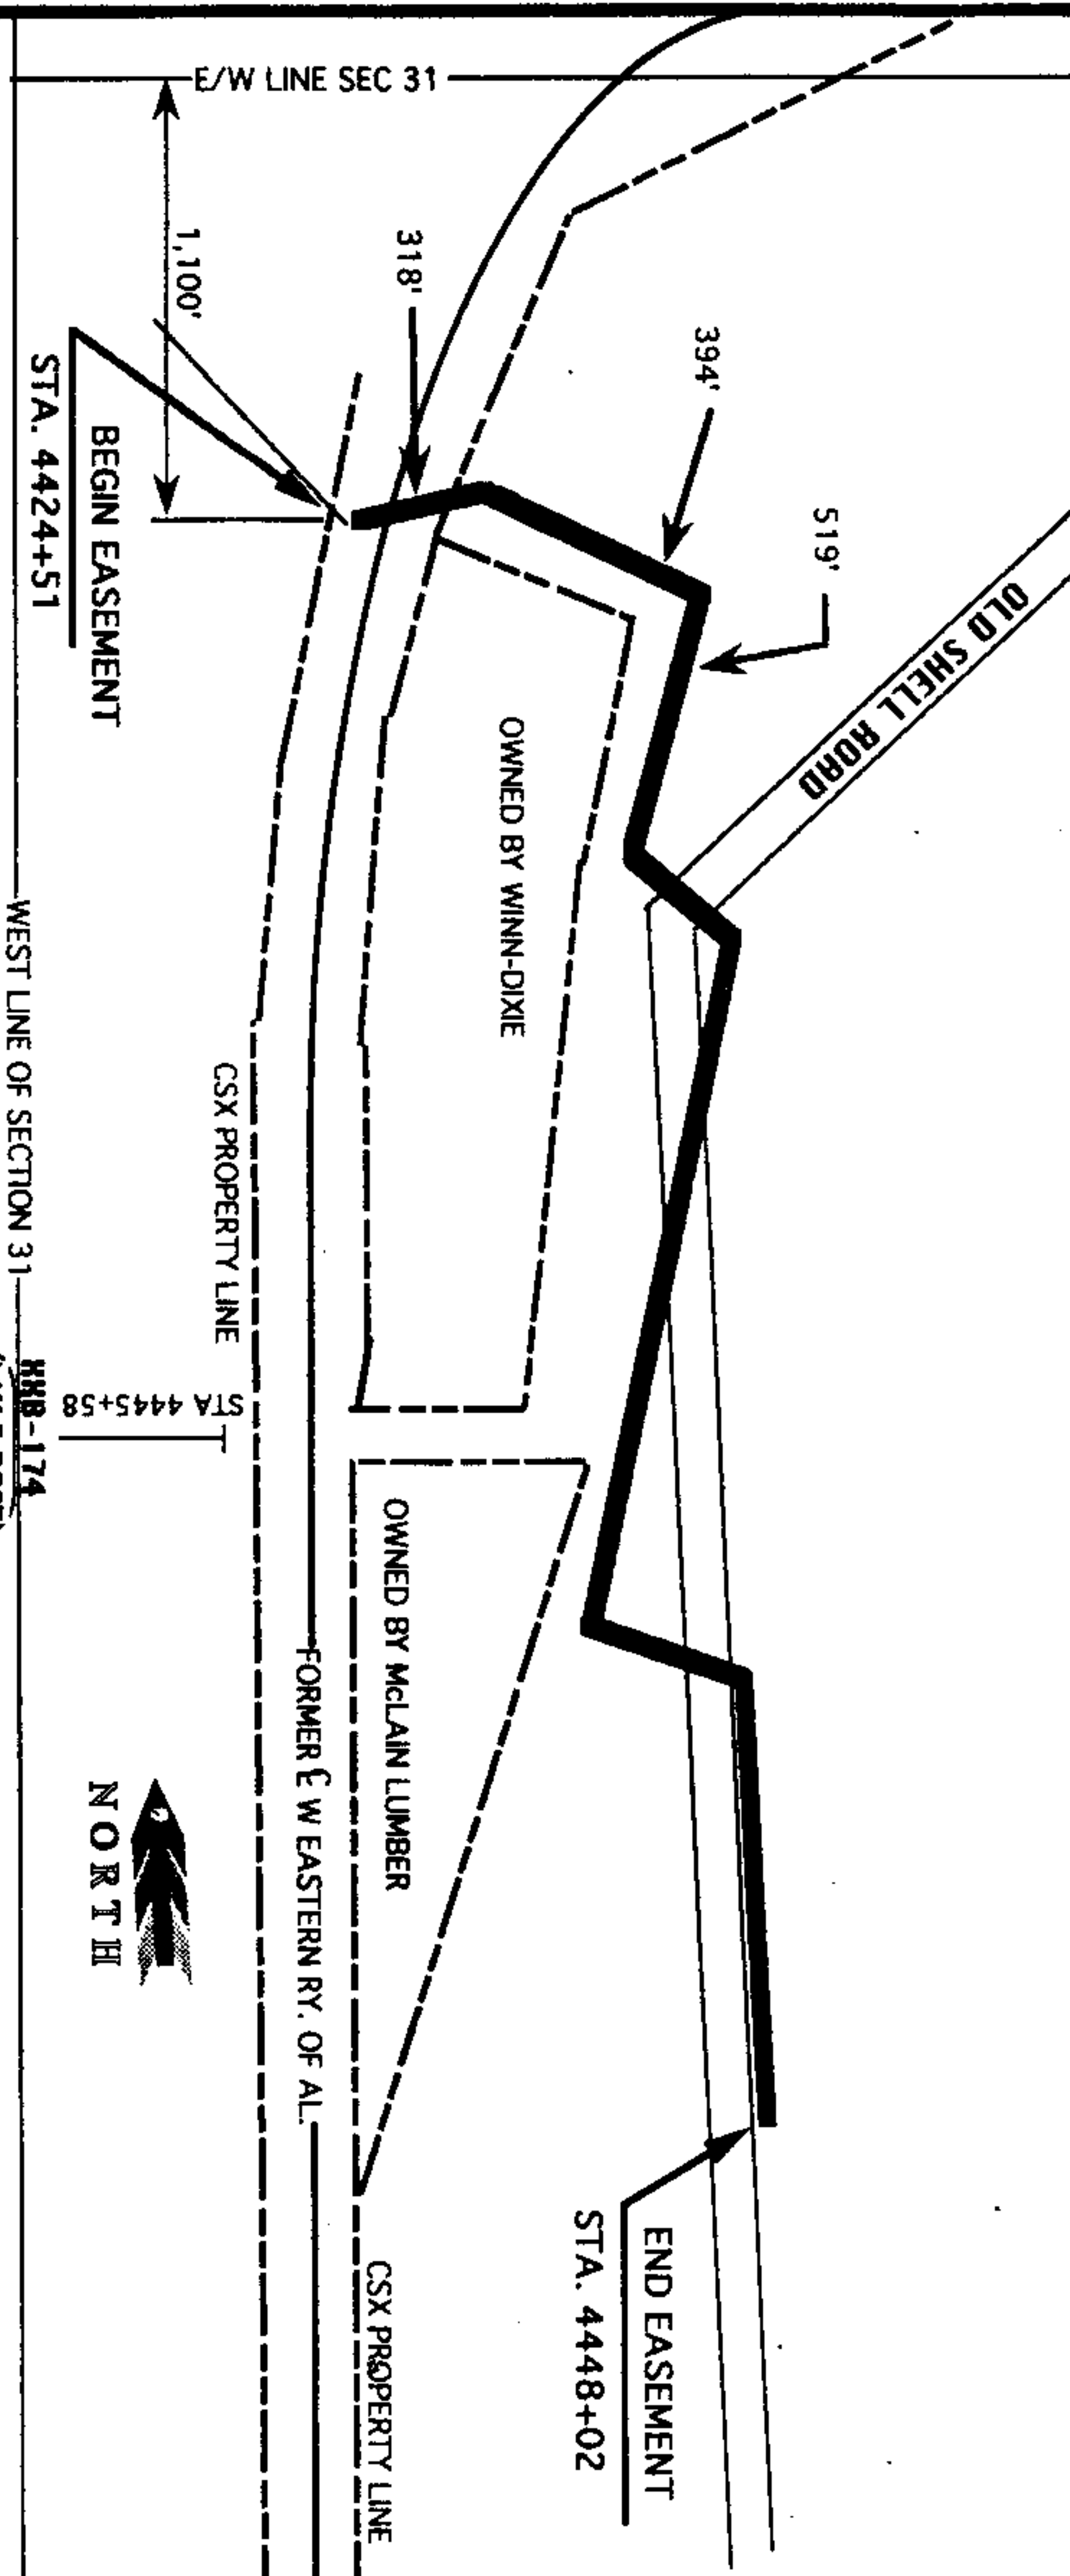 E/W LINE SEC 31
1,100'
318'
394'
519'
BEGIN EASEMENT
STA. 4424+51
OLD SHELL ROAD
OWNED BY WINN-DIXIE
WEST LINE OF SECTION 31
CSX PROPERTY LINE
STA 4445+58
XXB-174
OWNED BY McLAIN LUMBER
FORMER ℄ W EASTERN RY. OF AL.
NORTH
END EASEMENT
STA. 4448+02
CSX PROPERTY LINE